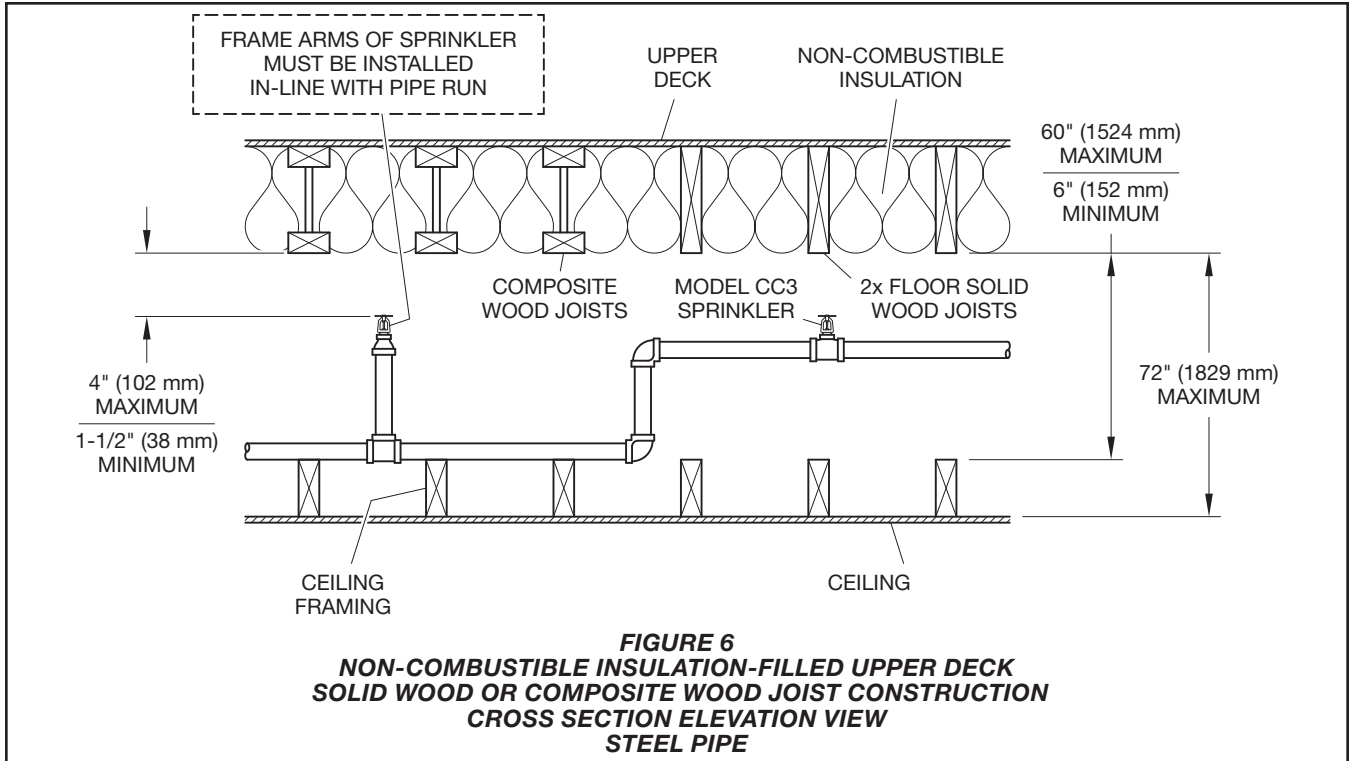 FRAME ARMS OF SPRINKLER
MUST BE INSTALLED
IN-LINE WITH PIPE RUN
UPPER
DECK
NON-COMBUSTIBLE
INSULATION
60" (1524 mm)
MAXIMUM
6" (152 mm)
MINIMUM
COMPOSITE
WOOD JOISTS
MODEL CC3
SPRINKLER
2x FLOOR SOLID
WOOD JOISTS
4" (102 mm)
MAXIMUM
1-1/2" (38 mm)
MINIMUM
72" (1829 mm)
MAXIMUM
CEILING
FRAMING
CEILING
FIGURE 6
NON-COMBUSTIBLE INSULATION-FILLED UPPER DECK
SOLID WOOD OR COMPOSITE WOOD JOIST CONSTRUCTION
CROSS SECTION ELEVATION VIEW
STEEL PIPE